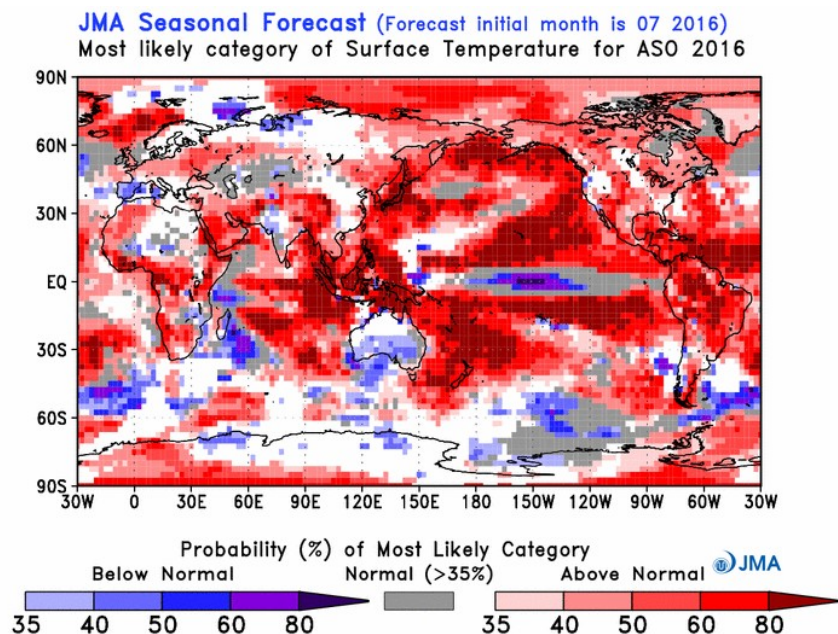 JMA Seasonal Forecast (Forecast initial month is 07 2016)
Most likely category of Surface Temperature for ASO 2016
90N
60N
30N
EQ
30S
60S
90S
30W 0 30E 60E 90E 120E 150E 180 150W 120W 90W 60W 30W
Probability (%) of Most Likely Category
JMA
Below Normal Normal (>35%) Above Normal
35 40 50 60 80 35 40 50 60 80